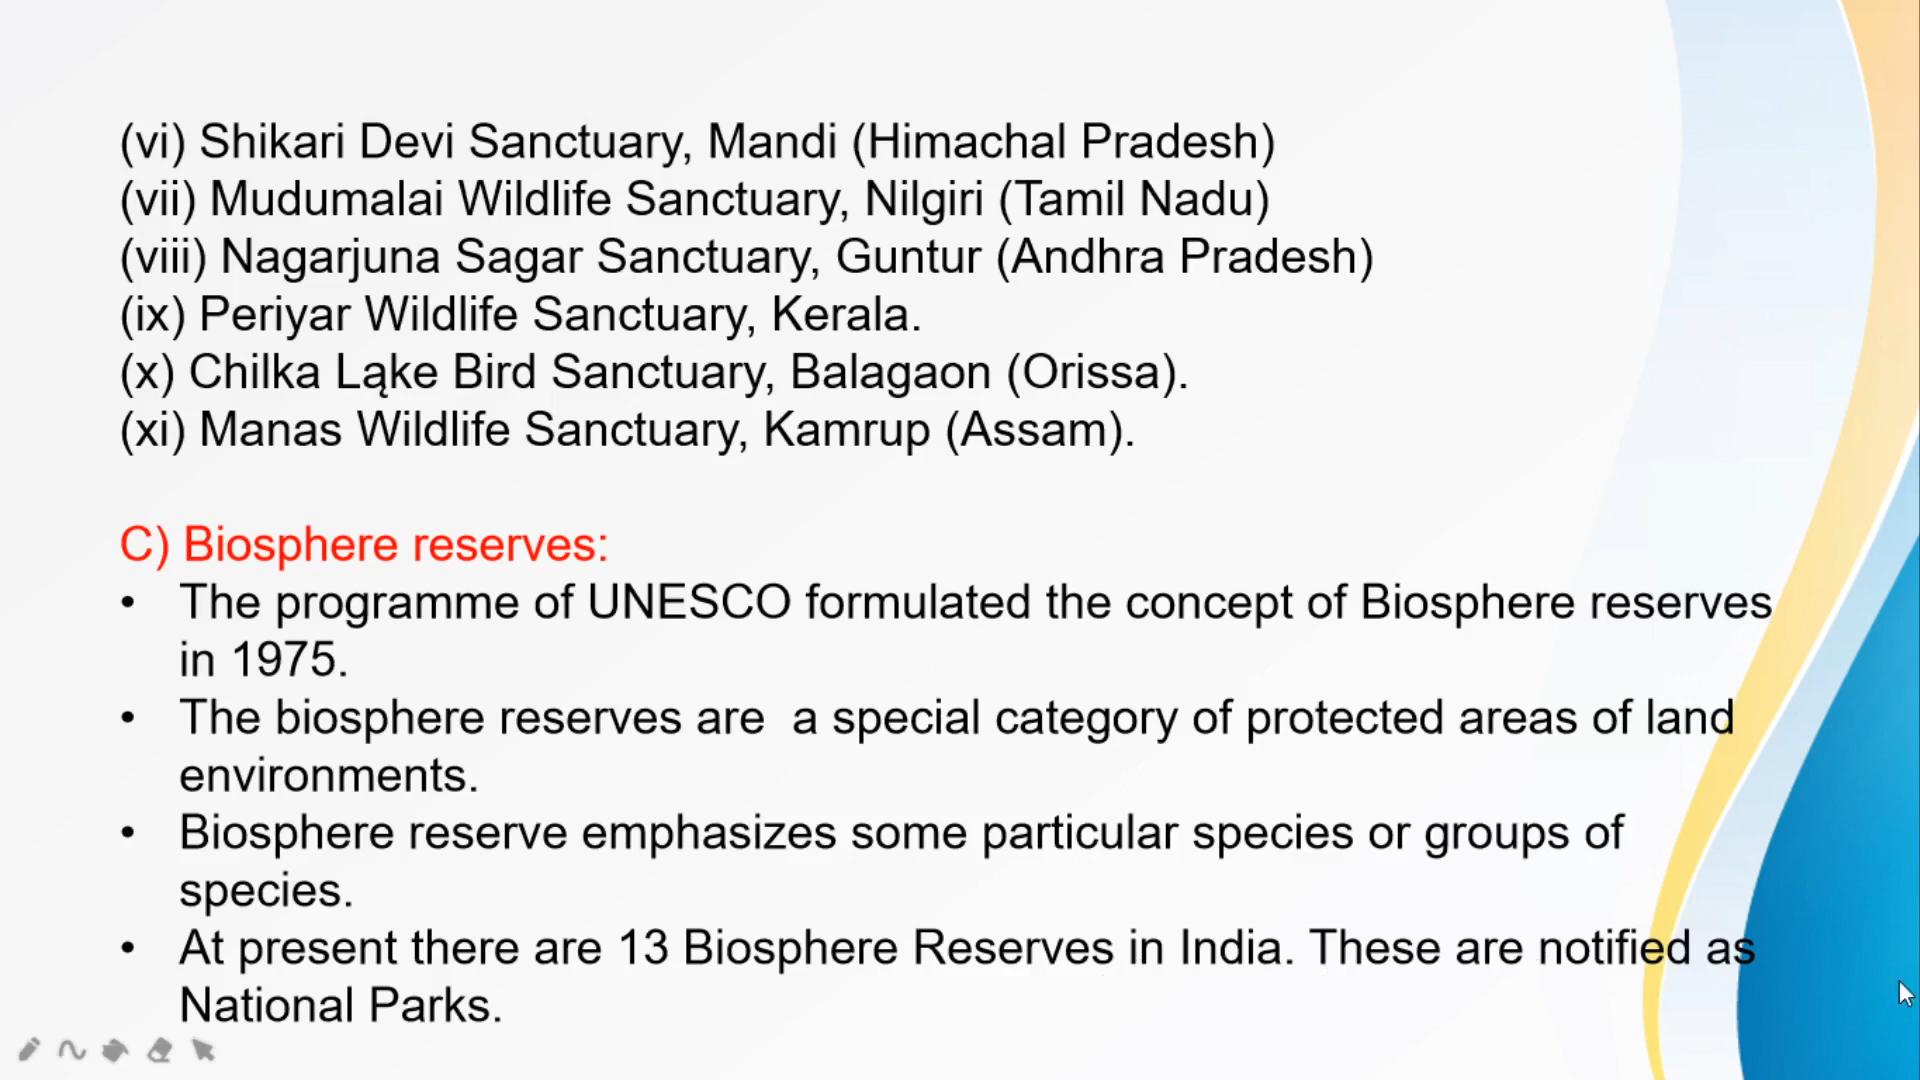 (vi) Shikari Devi Sanctuary, Mandi (Himachal Pradesh)
(vii) Mudumalai Wildlife Sanctuary, Nilgiri (Tamil Nadu)
(viii) Nagarjuna Sagar Sanctuary, Guntur (Andhra Pradesh)
(ix) Periyar Wildlife Sanctuary, Kerala.
(x) Chilka Ląke Bird Sanctuary, Balagaon (Orissa).
(xi) Manas Wildlife Sanctuary, Kamrup (Assam).
C) Biosphere reserves:
• The programme of UNESCO formulated the concept of Biosphere reserves
in 1975.
• The biosphere reserves are  a special category of protected areas of land
environments.
• Biosphere reserve emphasizes some particular species or groups of
species.
• At present there are 13 Biosphere Reserves in India. These are notified as
National Parks.